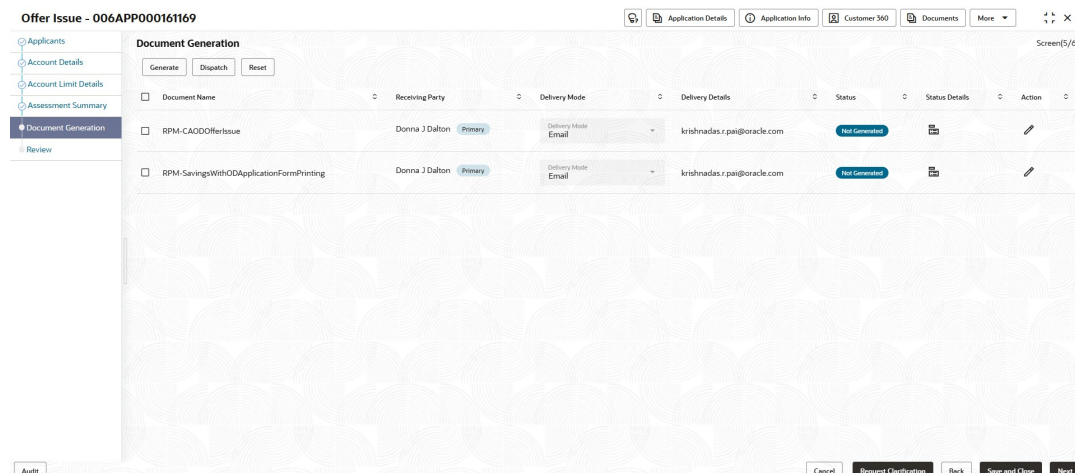 Offer Issue - 006APP000161169
Application Details Application Info Customer 360 Documents More
Applicants
Account Details
Account Limit Details
Assessment Summary
Document Generation
Review
Document Generation Screen(5/6
Generate Dispatch Reset
Document Name Receiving Party Delivery Mode Delivery Details Status Status Details Action
RPM-CAODOfferIssue Donna J Dalton Primary Delivery Mode Email krishnadas.r.pai@oracle.com Not Generated
RPM-SavingsWithODApplicationFormPrinting Donna J Dalton Primary Delivery Mode Email krishnadas.r.pai@oracle.com Not Generated
Audit Cancel Request Clarification Back Save and Close Next